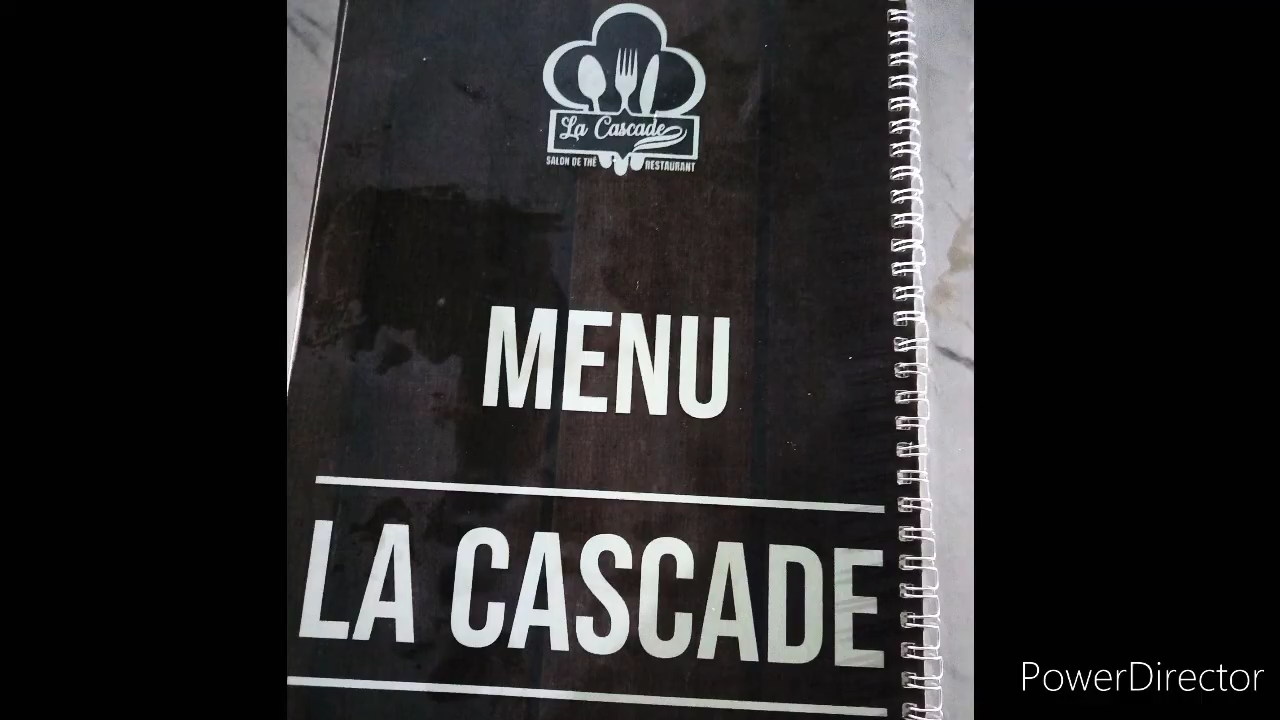 La Cascade
SALON DE THÉ RESTAURANT
MENU
LA CASCADE
PowerDirector